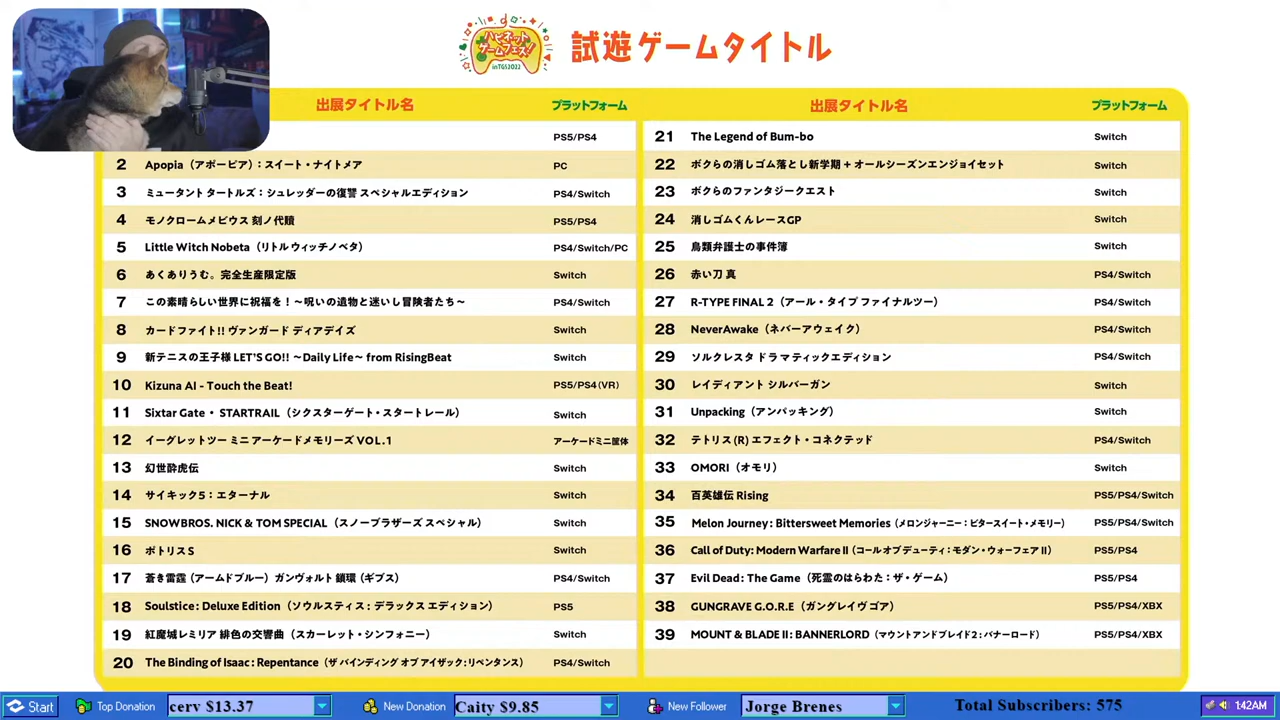 ハピネット
ゲームフェス!
inTGS2022
試遊ゲームタイトル
出展タイトル名 プラットフォーム
PS5/PS4
2 Apopia(アポーピア):スイート・ナイトメア PC
3 ミュータント タートルズ:シュレッダーの復讐 スペシャルエディション PS4/Switch
4 モノクロームメビウス 刻ノ代贖 PS5/PS4
5 Little Witch Nobeta(リトル ウィッチ ノベタ) PS4/Switch/PC
6 あくありうむ。完全生産限定版 Switch
7 この素晴らしい世界に祝福を!~呪いの遺物と迷いし冒険者たち~ PS4/Switch
8 カードファイト!! ヴァンガード ディアデイズ Switch
9 新テニスの王子様 LET'S GO!! ~Daily Life~ from RisingBeat Switch
10 Kizuna AI - Touch the Beat! PS5/PS4(VR)
11 Sixtar Gate・STARTRAIL(シクスターゲート・スタートレール) Switch
12 イーグレットツー ミニ アーケードメモリーズ VOL.1 アーケードミニ筐体
13 幻世酔虎伝 Switch
14 サイキック5:エターナル Switch
15 SNOWBROS. NICK & TOM SPECIAL(スノーブラザーズ スペシャル) Switch
16 ポトリスS Switch
17 蒼き雷霆(アームドブルー)ガンヴォルト 鎖環(ギブス) PS4/Switch
18 Soulstice: Deluxe Edition(ソウルスティス:デラックス エディション) PS5
19 紅魔城レミリア 緋色の交響曲(スカーレット・シンフォニー) Switch
20 The Binding of Isaac: Repentance(ザ バインディング オブ アイザック:リペンタンス) PS4/Switch
出展タイトル名 プラットフォーム
21 The Legend of Bum-bo Switch
22 ボクらの消しゴム落とし新学期 + オールシーズンエンジョイセット Switch
23 ボクらのファンタジークエスト Switch
24 消しゴムくんレースGP Switch
25 鳥類弁護士の事件簿 Switch
26 赤い刀 真 PS4/Switch
27 R-TYPE FINAL 2(アール・タイプ ファイナルツー) PS4/Switch
28 NeverAwake(ネバーアウェイク) PS4/Switch
29 ソルクレスタ ドラマティックエディション PS4/Switch
30 レイディアント シルバーガン Switch
31 Unpacking(アンパッキング) Switch
32 テトリス(R) エフェクト・コネクテッド PS4/Switch
33 OMORI(オモリ) Switch
34 百英雄伝 Rising PS5/PS4/Switch
35 Melon Journey: Bittersweet Memories(メロンジャーニー:ビタースイート・メモリー) PS5/PS4/Switch
36 Call of Duty: Modern Warfare II(コール オブ デューティ:モダン・ウォーフェア II) PS5/PS4
37 Evil Dead: The Game(死霊のはらわた:ザ・ゲーム) PS5/PS4
38 GUNGRAVE G.O.R.E(ガングレイヴ ゴア) PS5/PS4/XBX
39 MOUNT & BLADE II: BANNERLORD(マウントアンドブレイド2:バナーロード) PS5/PS4/XBX
Start Top Donation cerv $13.37 New Donation Caity $9.85 New Follower Jorge Brenes Total Subscribers: 575 1:42AM